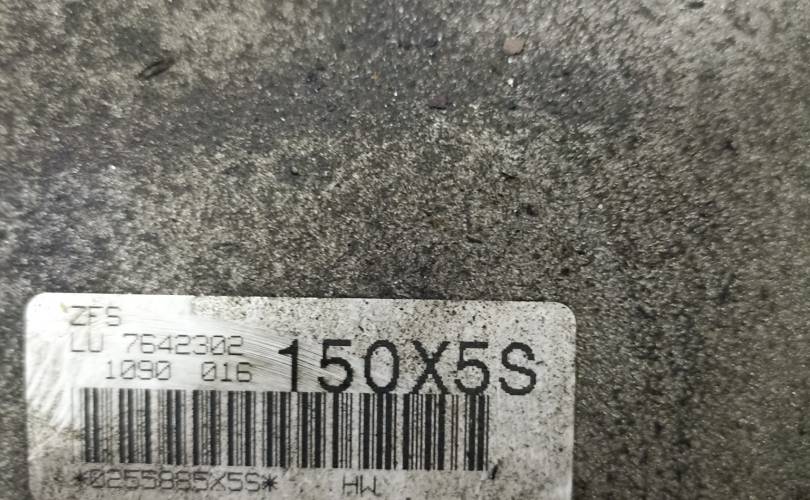 ZFS
LU 7642302
1090 016 150X5S
*0255885X5S* HW